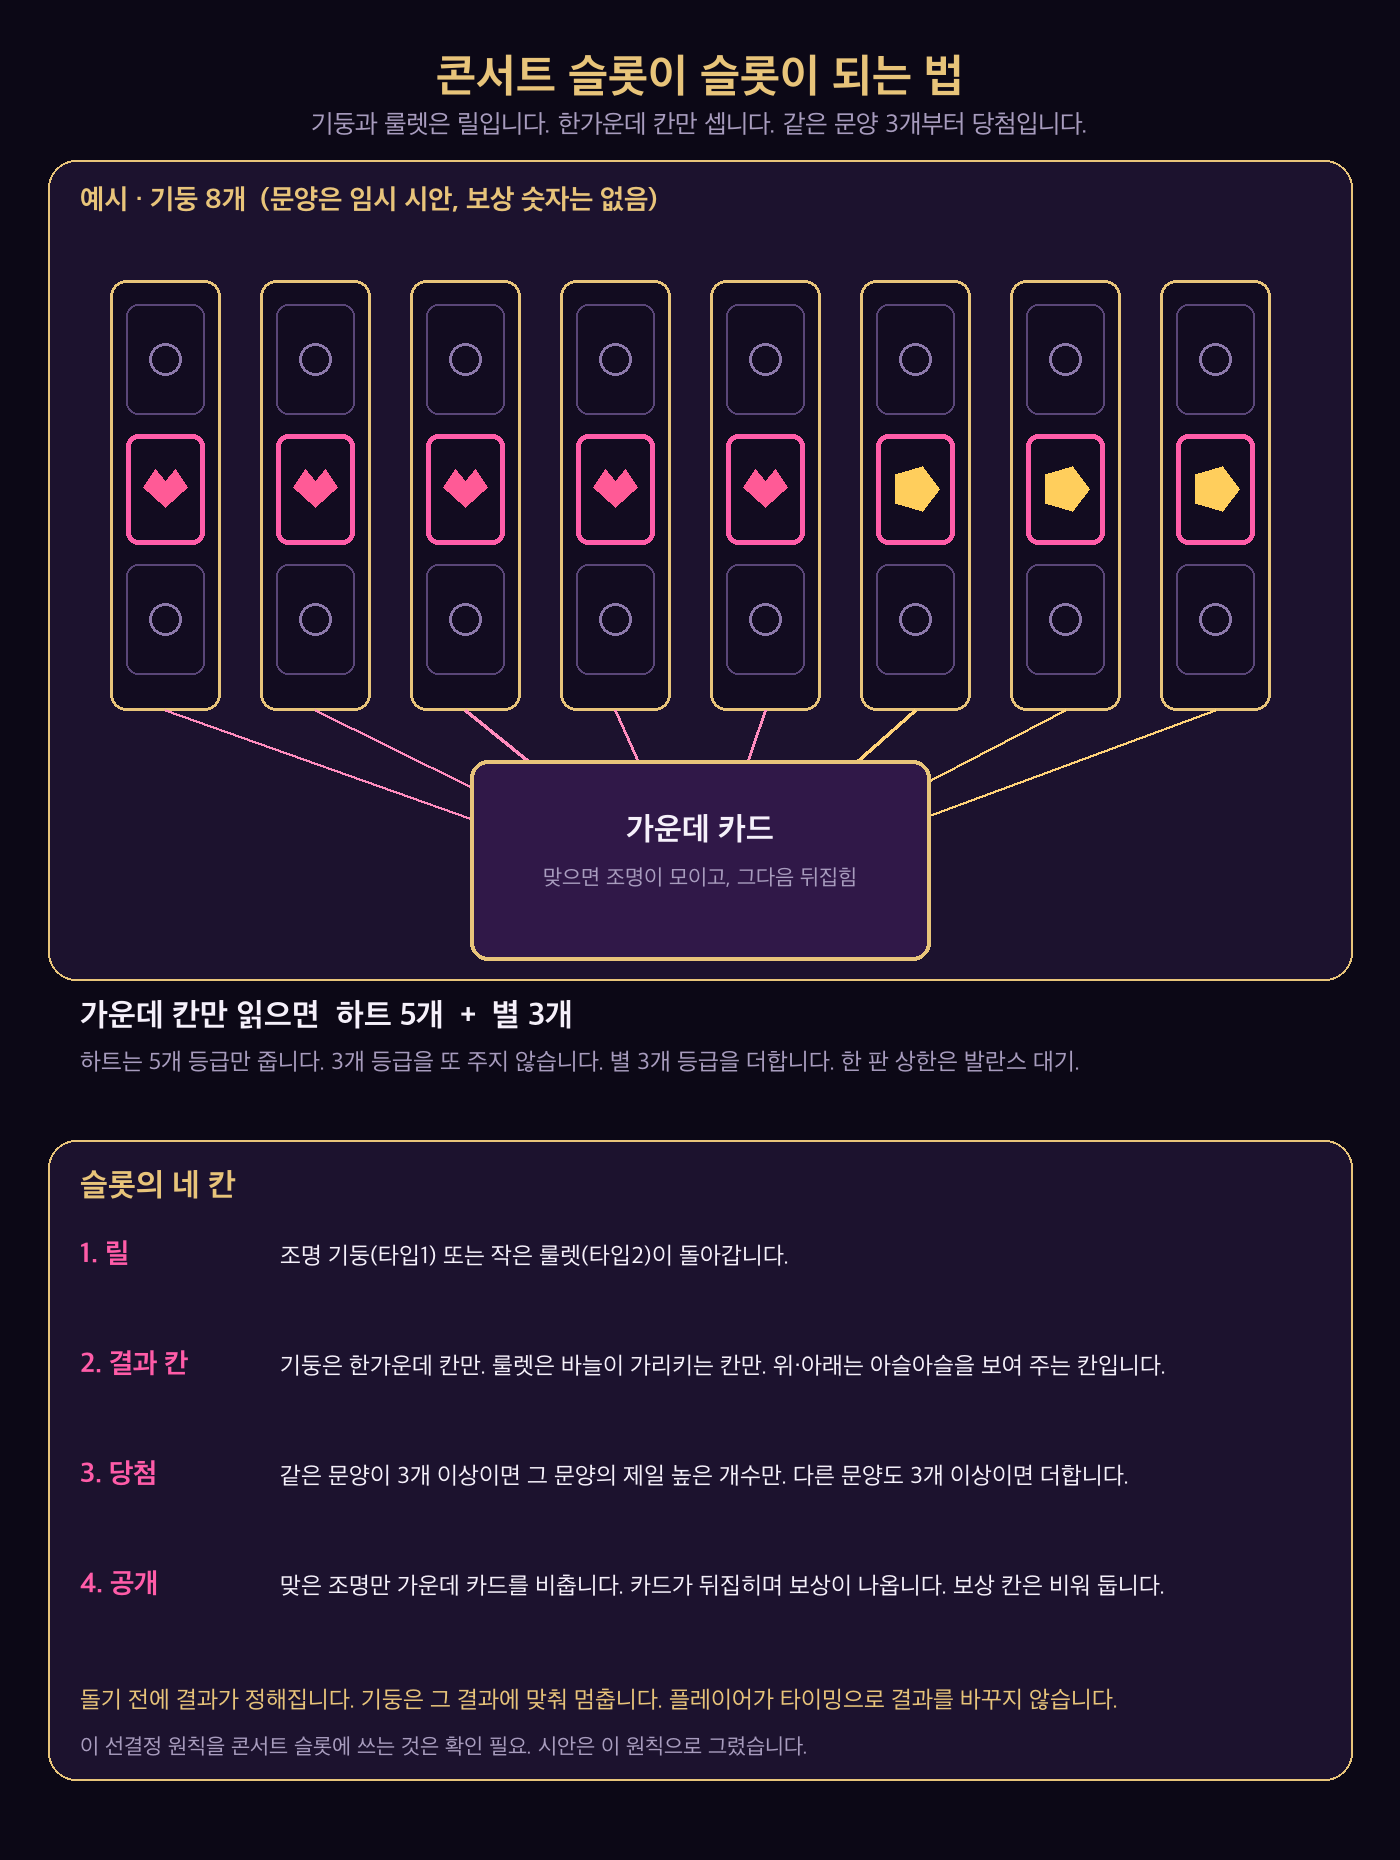 콘서트 슬롯이 슬롯이 되는 법
기둥과 룰렛은 릴입니다. 한가운데 칸만 셉니다. 같은 문양 3개부터 당첨입니다.
예시 · 기둥 8개 (문양은 임시 시안, 보상 숫자는 없음)
가운데 카드
맞으면 조명이 모이고, 그다음 뒤집힘
가운데 칸만 읽으면 하트 5개 + 별 3개
하트는 5개 등급만 줍니다. 3개 등급을 또 주지 않습니다. 별 3개 등급을 더합니다. 한 판 상한은 발란스 대기.
슬롯의 네 칸
1. 릴 조명 기둥(타입1) 또는 작은 룰렛(타입2)이 돌아갑니다.
2. 결과 칸 기둥은 한가운데 칸만. 룰렛은 바늘이 가리키는 칸만. 위·아래는 아슬아슬을 보여 주는 칸입니다.
3. 당첨 같은 문양이 3개 이상이면 그 문양의 제일 높은 개수만. 다른 문양도 3개 이상이면 더합니다.
4. 공개 맞은 조명만 가운데 카드를 비춥니다. 카드가 뒤집히며 보상이 나옵니다. 보상 칸은 비워 둡니다.
돌기 전에 결과가 정해집니다. 기둥은 그 결과에 맞춰 멈춥니다. 플레이어가 타이밍으로 결과를 바꾸지 않습니다.
이 선결정 원칙을 콘서트 슬롯에 쓰는 것은 확인 필요. 시안은 이 원칙으로 그렸습니다.